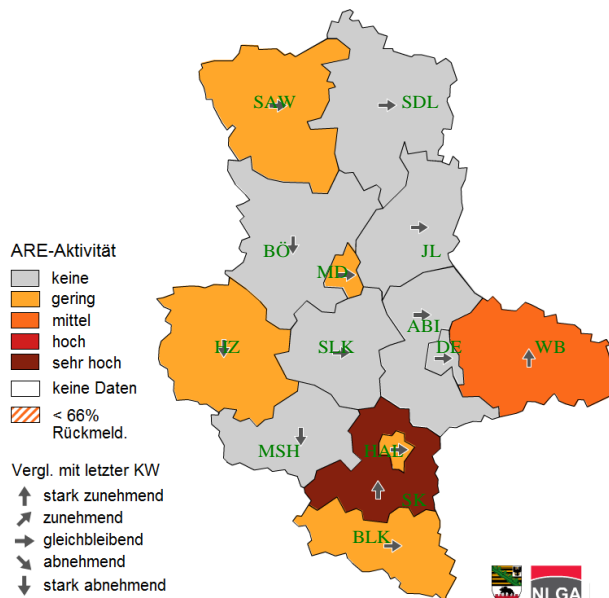 SAW
SDL
BÖ
JL
MD
ABI
HZ
SLK
DE
WB
MSH
HAL
SK
BLK
ARE-Aktivität
keine
gering
mittel
hoch
sehr hoch
keine Daten
< 66%
Rückmeld.
Vergl. mit letzter KW
stark zunehmend
zunehmend
gleichbleibend
abnehmend
stark abnehmend
NLGA